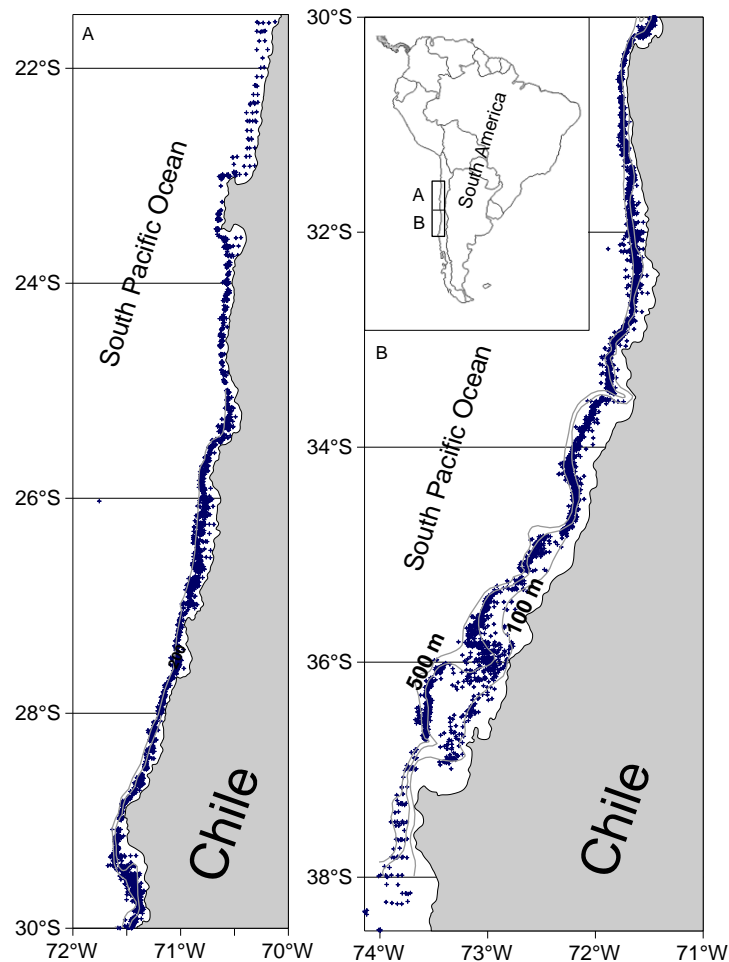 A
22°S
24°S
26°S
28°S
30°S
72°W
71°W
70°W
South Pacific Ocean
Chile
30°S
32°S
34°S
36°S
38°S
74°W
73°W
72°W
71°W
South America
A
B
B
South Pacific Ocean
100 m
500 m
Chile